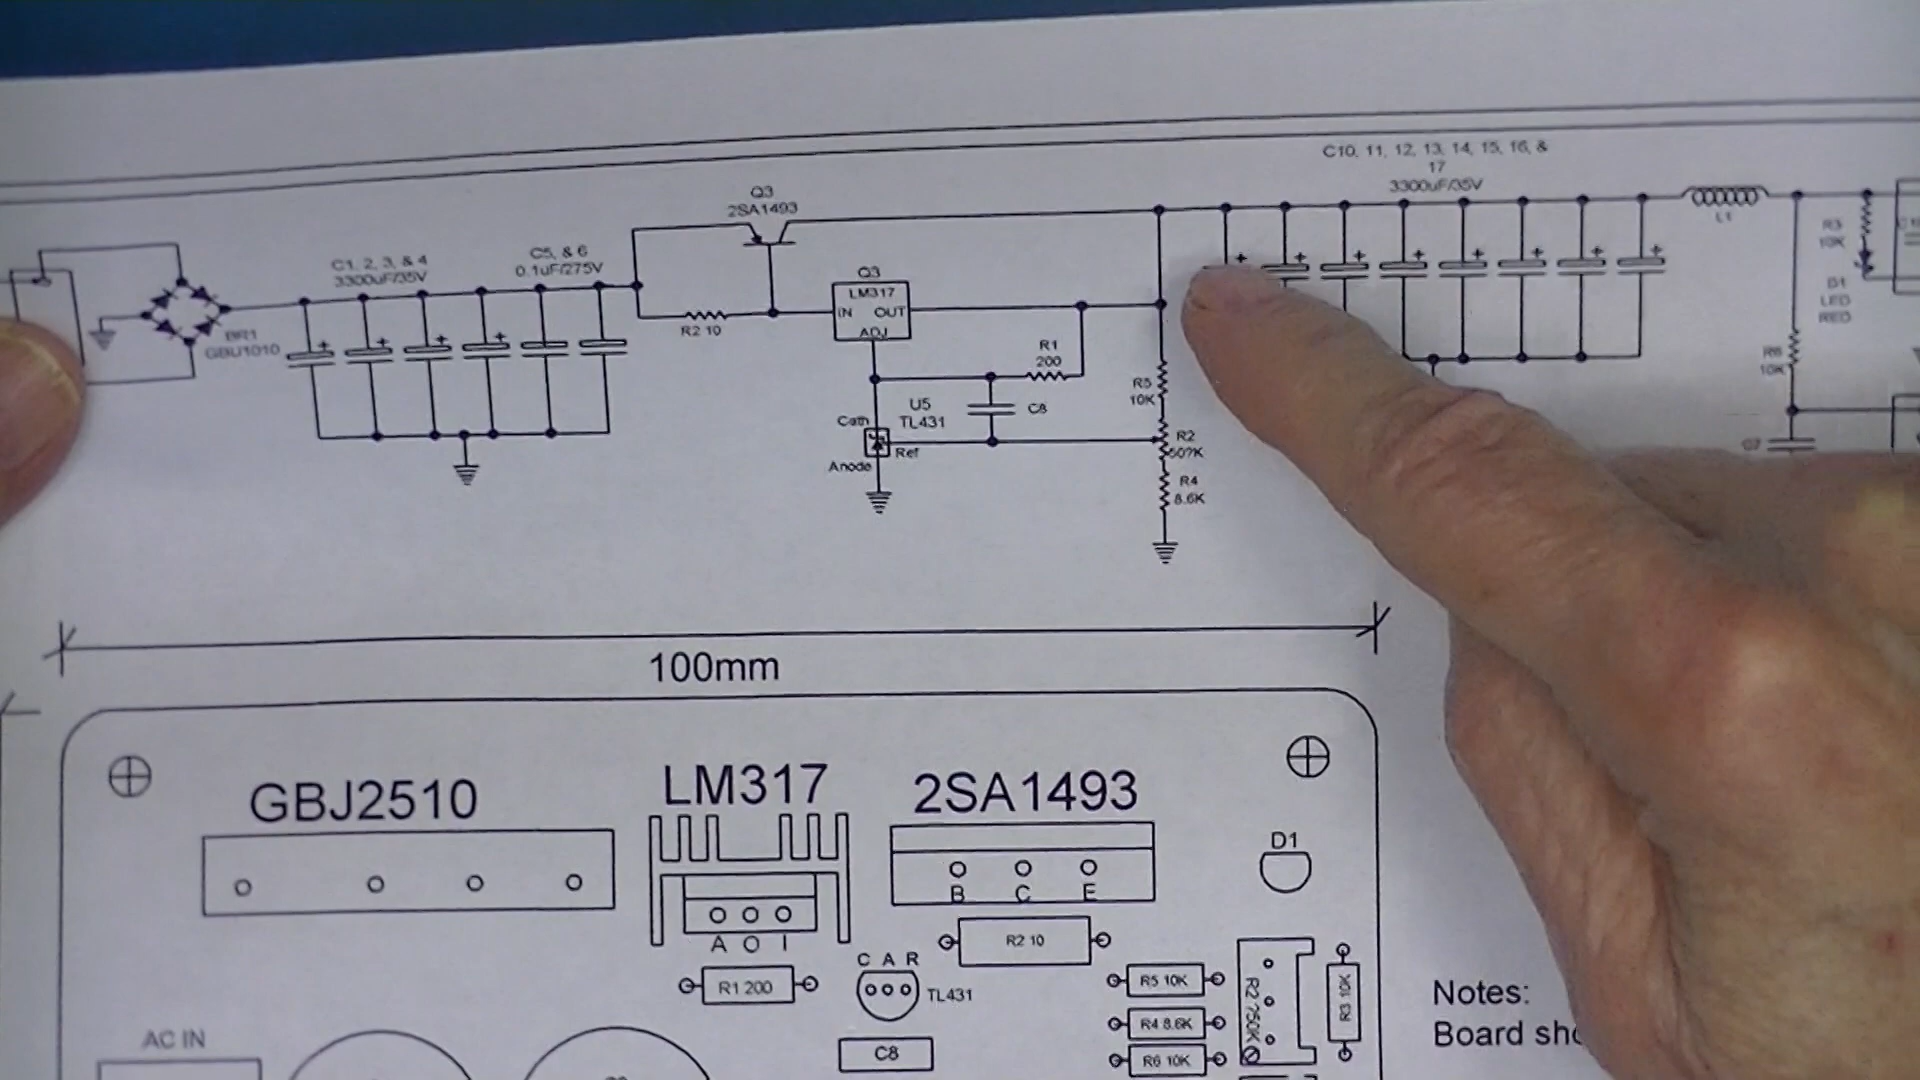 C10, 11, 12, 13, 14, 15, 16, &
17
3300uF/35V
Q3
2SA1493
C5, & 6
0.1uF/275V
C1, 2, 3, & 4
3300uF/35V
BR1
GBU1010
R2 10
Q3
LM317
IN OUT
ADJ
R1
200
C8
U5
TL431
Cath
Ref
Anode
R5
10K
R2
50?K
R4
8.6K
L1
R3
10K
D1
LED
RED
R6
10K
C7
100mm
GBJ2510
LM317
2SA1493
D1
B C E
A O I
R2 10
R1 200
C A R
TL431
C8
R5 10K
R4 8.6K
R6 10K
R2 ?50K
R3 10K
AC IN
Notes:
Board